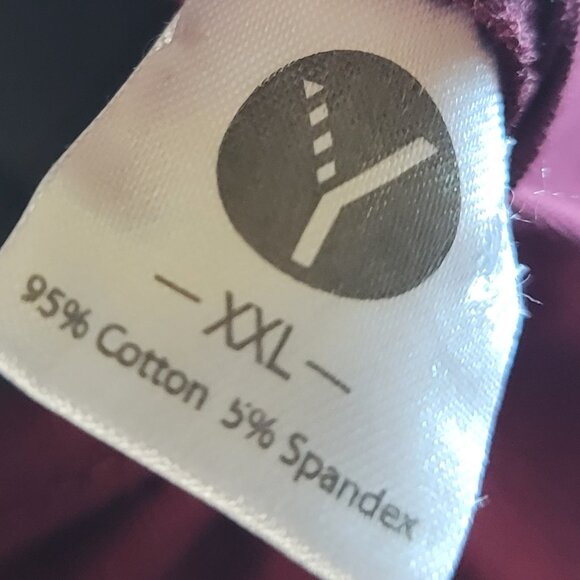 Y
— XXL —
95% Cotton 5% Spandex